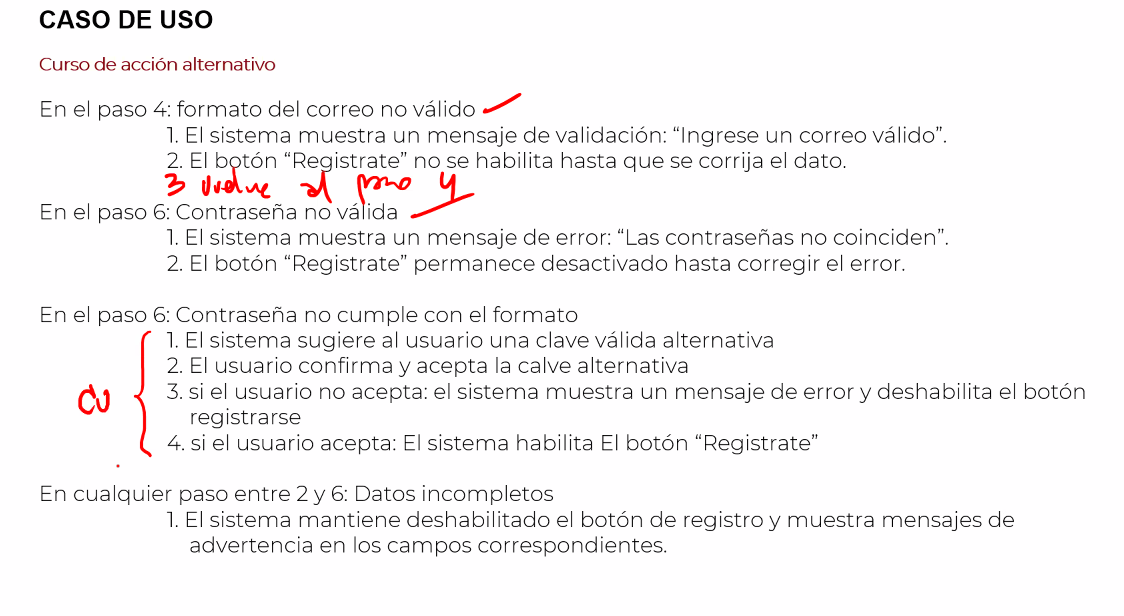 CASO DE USO
Curso de acción alternativo
En el paso 4: formato del correo no válido
1. El sistema muestra un mensaje de validación: “Ingrese un correo válido”.
2. El botón “Registrate” no se habilita hasta que se corrija el dato.
3 vuelve al paso 4
En el paso 6: Contraseña no válida
1. El sistema muestra un mensaje de error: “Las contraseñas no coinciden”.
2. El botón “Registrate” permanece desactivado hasta corregir el error.
En el paso 6: Contraseña no cumple con el formato
1. El sistema sugiere al usuario una clave válida alternativa
2. El usuario confirma y acepta la calve alternativa
3. si el usuario no acepta: el sistema muestra un mensaje de error y deshabilita el botón
CU
registrarse
4. si el usuario acepta: El sistema habilita El botón “Registrate”
En cualquier paso entre 2 y 6: Datos incompletos
1. El sistema mantiene deshabilitado el botón de registro y muestra mensajes de
advertencia en los campos correspondientes.